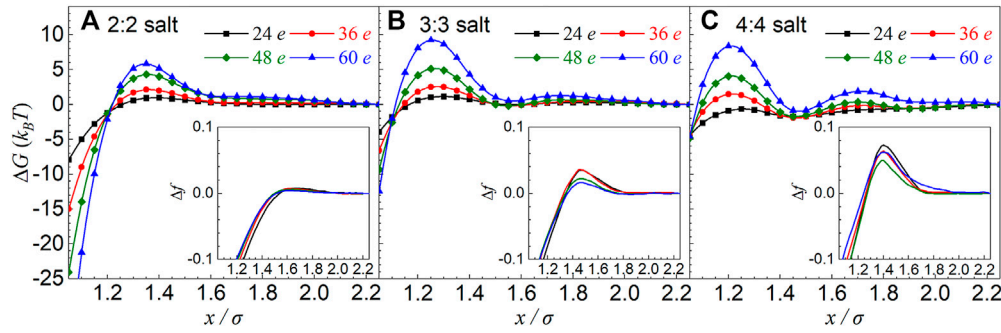 A 2:2 salt
24 e 36 e
48 e 60 e
B 3:3 salt
24 e 36 e
48 e 60 e
C 4:4 salt
24 e 36 e
48 e 60 e
ΔG (k_BT)
10
5
0
-5
-10
-15
-20
-25
0.1
0.0
-0.1
Δf
1.2 1.4 1.6 1.8 2.0 2.2
0.1
0.0
-0.1
Δf
1.2 1.4 1.6 1.8 2.0 2.2
0.1
0.0
-0.1
Δf
1.2 1.4 1.6 1.8 2.0 2.2
1.2 1.4 1.6 1.8 2.0 2.2
1.2 1.4 1.6 1.8 2.0 2.2
1.2 1.4 1.6 1.8 2.0 2.2
x / σ
x / σ
x / σ